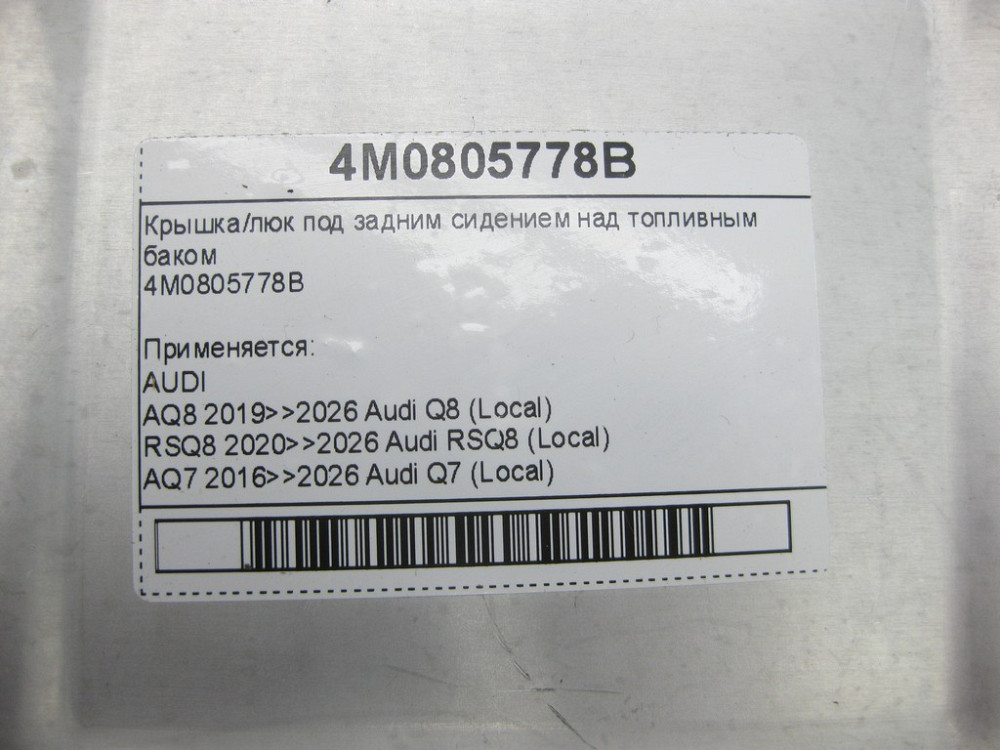 4M0805778B
Крышка/люк под задним сидением над топливным
баком
4M0805778B
Применяется:
AUDI
AQ8 2019>>2026 Audi Q8 (Local)
RSQ8 2020>>2026 Audi RSQ8 (Local)
AQ7 2016>>2026 Audi Q7 (Local)